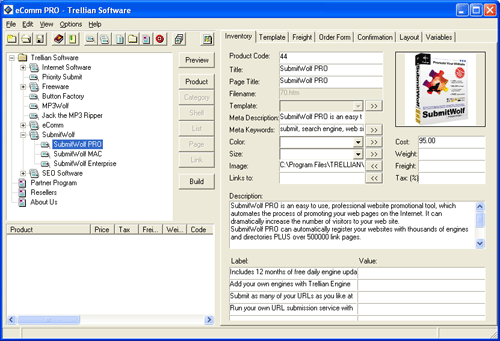 eComm PRO - Trellian Software
File Edit View Options Help
Trellian Software
Internet Software
Priority Submit
Freeware
Button Factory
MP3Wolf
Jack the MP3 Ripper
eComm
SubmitWolf
SubmitWolf PRO
SubmitWolf MAC
SubmitWolf Enterprise
SEO Software
Partner Program
Resellers
About Us
Preview
Product
Category
Shell
List
Page
Link
Build
Product Price Tax Frei... Wei... Code
Inventory Template Freight Order Form Confirmation Layout Variables
Product Code: 44
Title: SubmitWolf PRO
Page Title: SubmitWolf PRO
Filename: 70.htm
Template: >>
Meta Description: SubmitWolf PRO is an easy t >>
Meta Keywords: submit, search engine, web si >>
Color: >>
Size: >>
Image: C:\Program Files\TRELLIAN\ <<
Links to: <<
SubmitWolf
PRO
Cost: 95.00
Weight:
Freight:
Tax: (%)
Description:
SubmitWolf PRO is an easy to use, professional website promotional tool, which
automates the process of promoting your web pages on the Internet. It can
dramatically increase the number of visitors to your web site.
SubmitWolf PRO can automatically register your websites with thousands of engines
and directories PLUS over 500000 link pages.
Label: Value:
Includes 12 months of free daily engine upda
Add your own engines with Trellian Engine
Submit as many of your URLs as you like at
Run your own URL submission service with